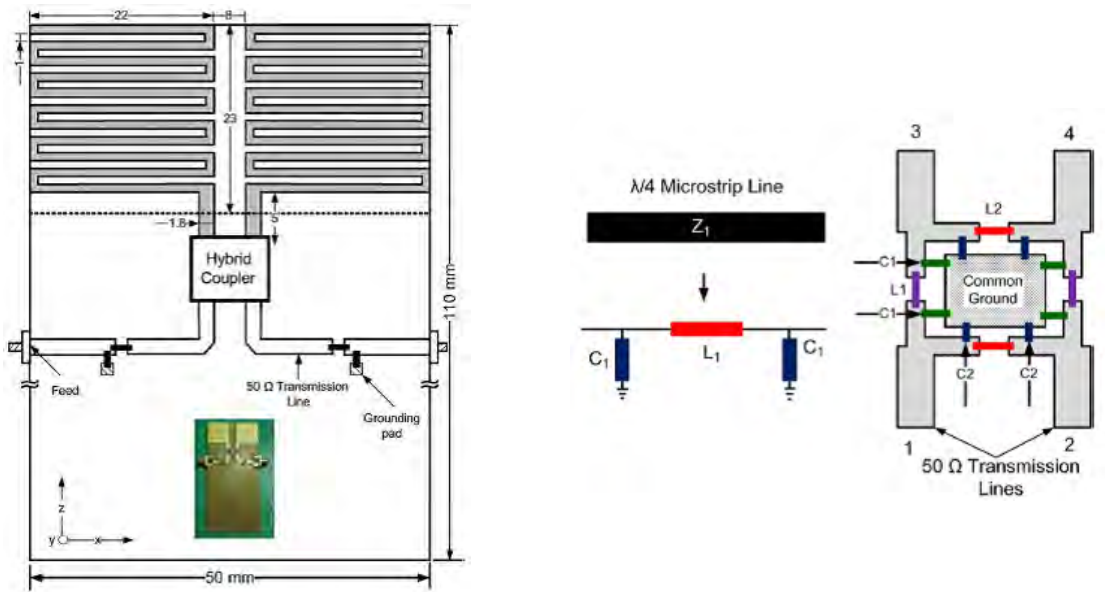 22
8
1
23
5
1.8
Hybrid
Coupler
110 mm
Feed
50 Ω Transmission
Line
Grounding
pad
z
y
x
50 mm
λ/4 Microstrip Line
Z1
C1
L1
C1
3
4
L2
C1
L1
C1
Common
Ground
C2
C2
1
2
50 Ω Transmission
Lines